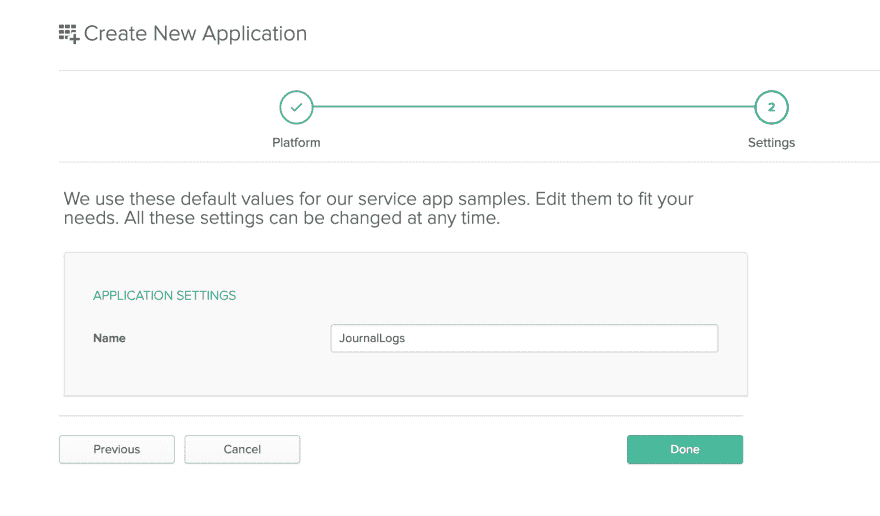 Create New Application
2
Platform
Settings
We use these default values for our service app samples. Edit them to fit your
needs. All these settings can be changed at any time.
APPLICATION SETTINGS
Name
JournalLogs
Previous
Cancel
Done